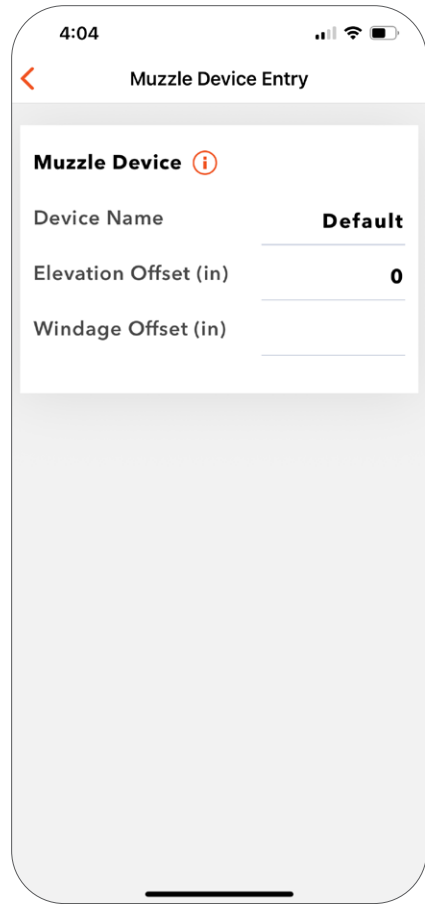 4:04
Muzzle Device Entry
Muzzle Device
Device Name Default
Elevation Offset (in) 0
Windage Offset (in)